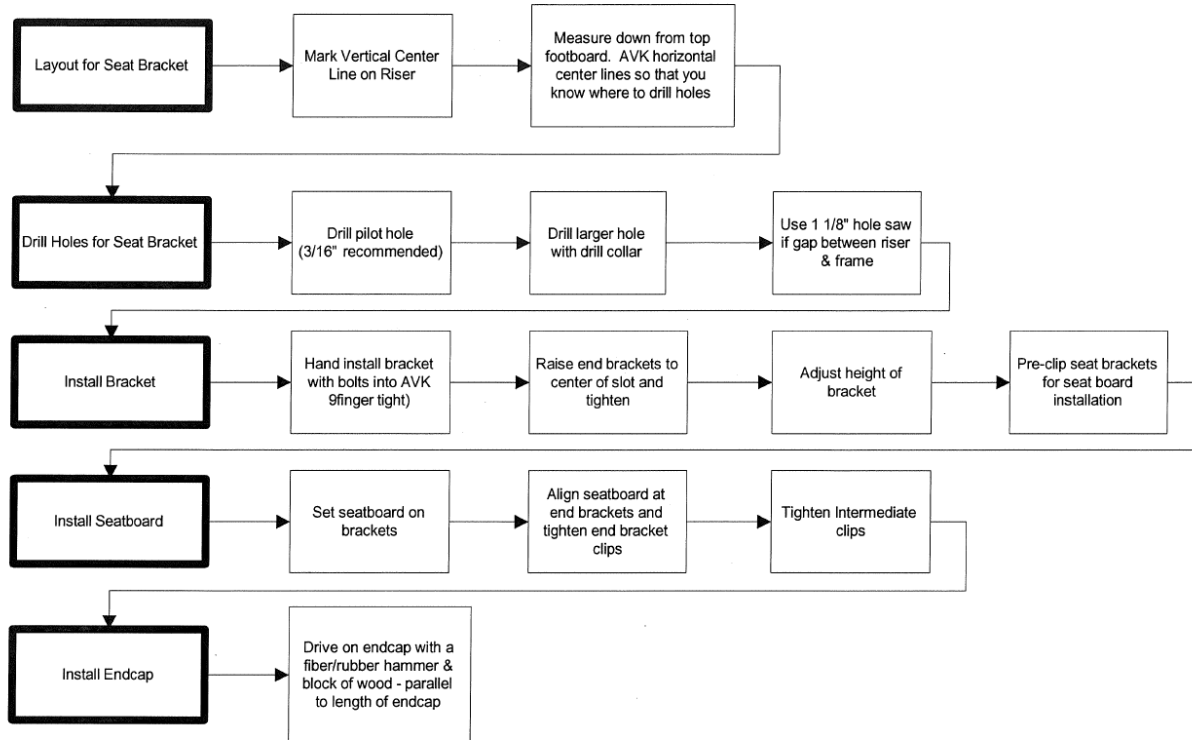 Layout for Seat Bracket
Mark Vertical Center
Line on Riser
Measure down from top
footboard. AVK horizontal
center lines so that you
know where to drill holes
Drill Holes for Seat Bracket
Drill pilot hole
(3/16" recommended)
Drill larger hole
with drill collar
Use 1 1/8" hole saw
if gap between riser
& frame
Install Bracket
Hand install bracket
with bolts into AVK
9finger tight)
Raise end brackets to
center of slot and
tighten
Adjust height of
bracket
Pre-clip seat brackets
for seat board
installation
Install Seatboard
Set seatboard on
brackets
Align seatboard at
end brackets and
tighten end bracket
clips
Tighten Intermediate
clips
Install Endcap
Drive on endcap with a
fiber/rubber hammer &
block of wood - parallel
to length of endcap